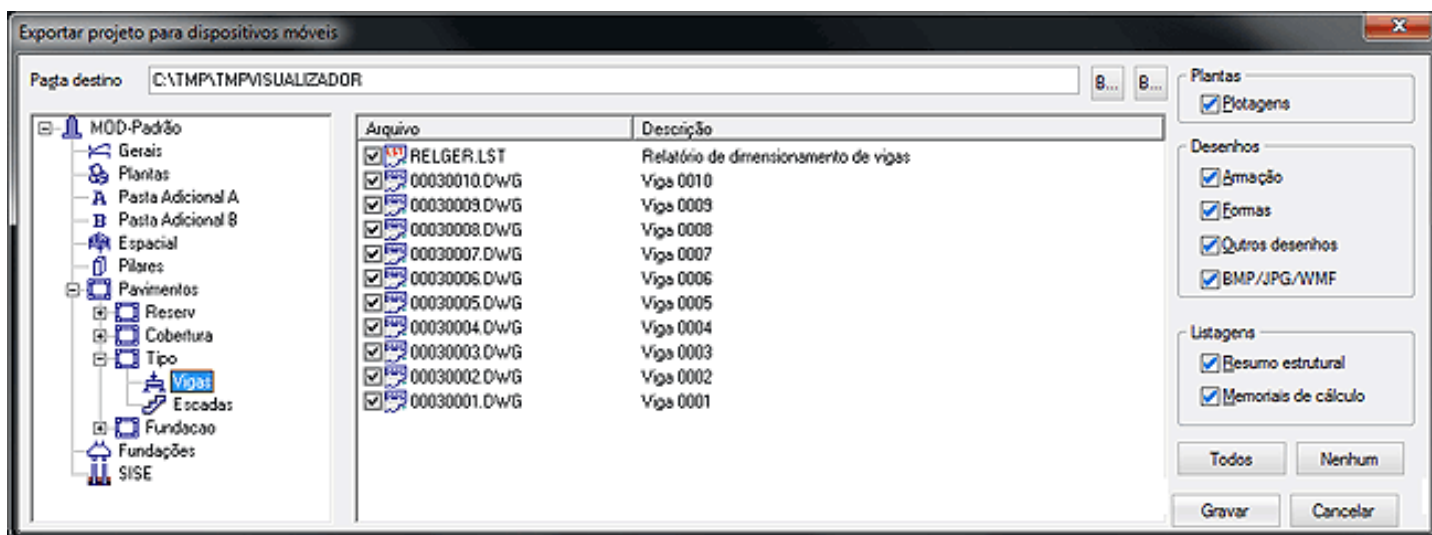 Exportar projeto para dispositivos móveis
Pasta destino C:\TMP\TMPVISUALIZADOR B... B...
MOD-Padrão
Gerais
Plantas
A Pasta Adicional A
B Pasta Adicional B
Espacial
Pilares
Pavimentos
Reserv
Cobertura
Tipo
Vigas
Escadas
Fundacao
Fundações
SISE
Arquivo Descrição
RELGER.LST Relatório de dimensionamento de vigas
00030010.DWG Viga 0010
00030009.DWG Viga 0009
00030008.DWG Viga 0008
00030007.DWG Viga 0007
00030006.DWG Viga 0006
00030005.DWG Viga 0005
00030004.DWG Viga 0004
00030003.DWG Viga 0003
00030002.DWG Viga 0002
00030001.DWG Viga 0001
Plantas
Plotagens
Desenhos
Armação
Formas
Outros desenhos
BMP/JPG/WMF
Listagens
Resumo estrutural
Memoriais de cálculo
Todos Nenhum
Gravar Cancelar